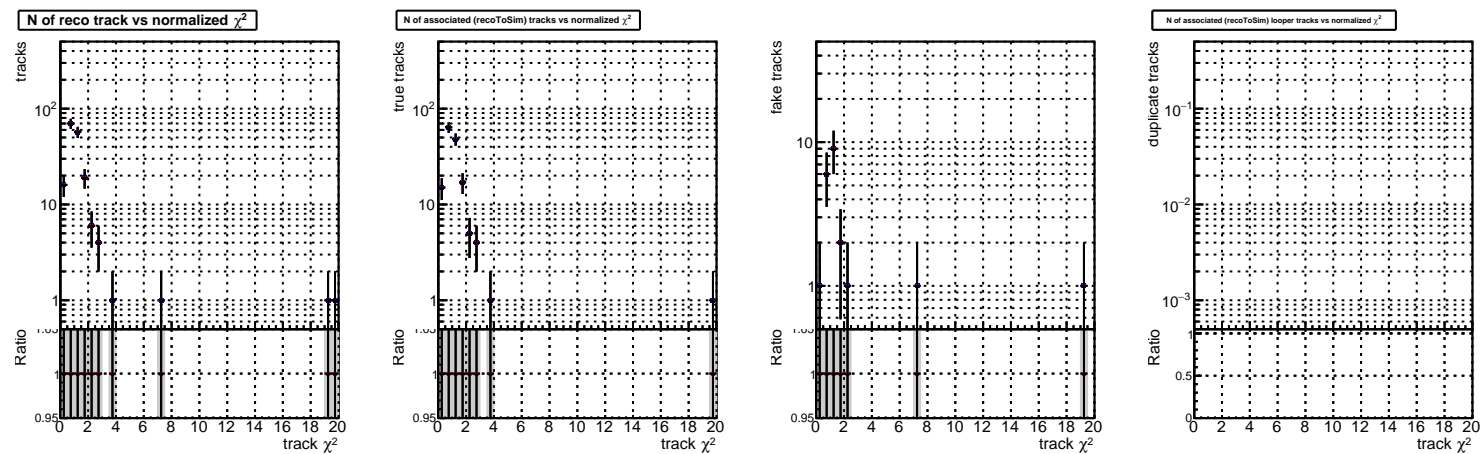 N of reco track vs normalized χ²
tracks
10²
10
1
Ratio
1.05
1
0.95
0 2 4 6 8 10 12 14 16 18 20
track χ²
N of associated (recoToSim) tracks vs normalized χ²
true tracks
10²
10
1
Ratio
1.05
1
0.95
0 2 4 6 8 10 12 14 16 18 20
track χ²
fake tracks
10
1
Ratio
1.05
1
0.95
0 2 4 6 8 10 12 14 16 18 20
track χ²
N of associated (recoToSim) looper tracks vs normalized χ²
duplicate tracks
10⁻¹
10⁻²
10⁻³
Ratio
1
0.5
0
0 2 4 6 8 10 12 14 16 18 20
track χ²